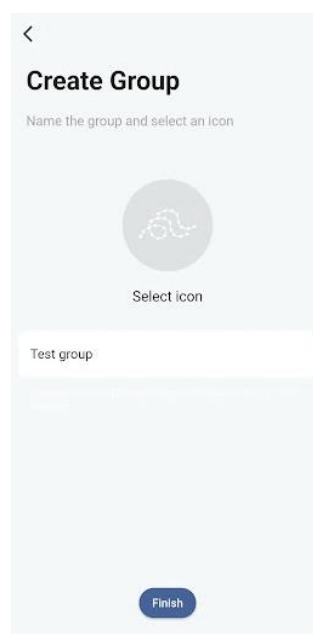 Create Group
Name the group and select an icon
Select icon
Test group
Finish